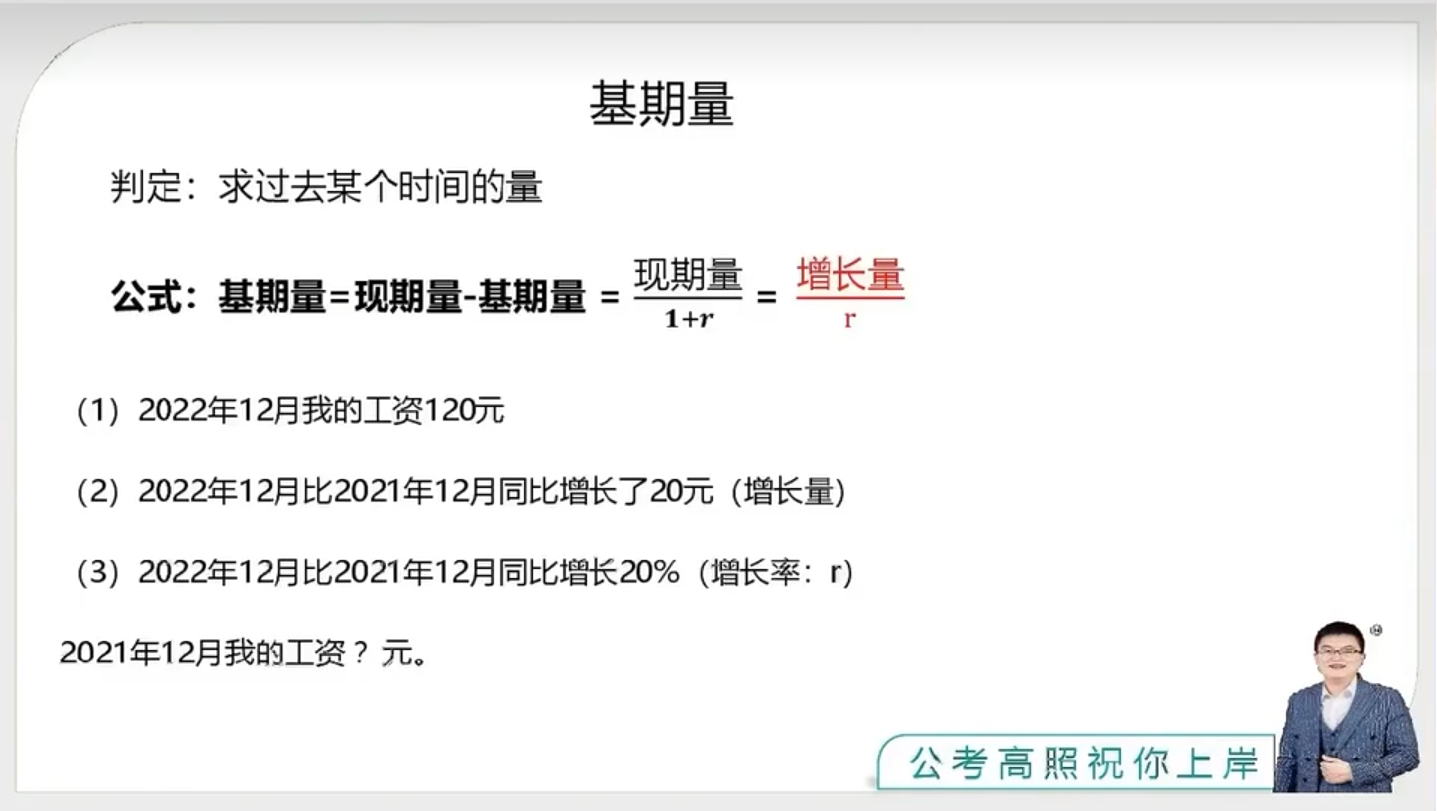 基期量
判定：求过去某个时间的量
公式：基期量=现期量-基期量 = 现期量/1+r = 增长量/r
（1）2022年12月我的工资120元
（2）2022年12月比2021年12月同比增长了20元（增长量）
（3）2022年12月比2021年12月同比增长20%（增长率：r）
2021年12月我的工资？元。
公考高照祝你上岸